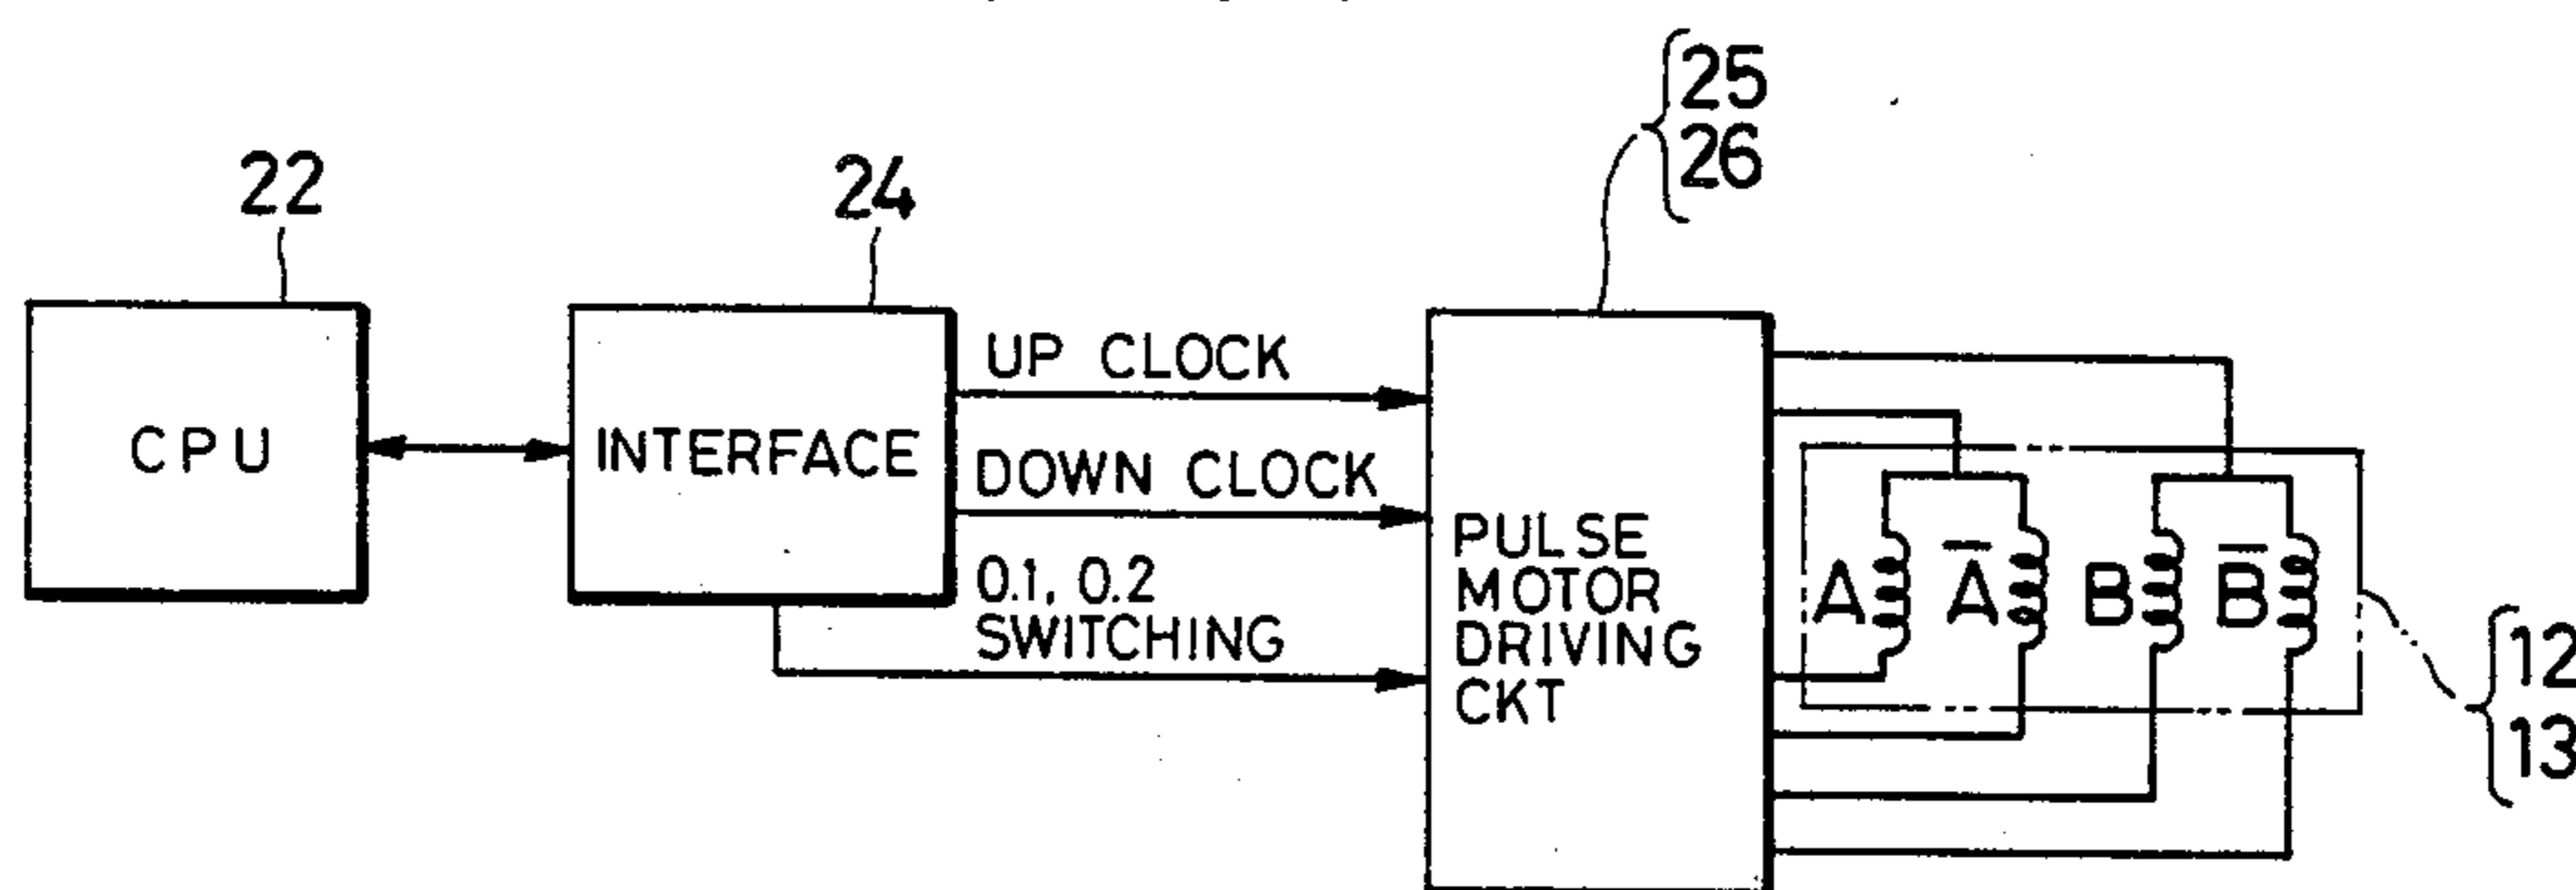 25
26
22
24
CPU
INTERFACE
UP CLOCK
DOWN CLOCK
0.1, 0.2
SWITCHING
PULSE
MOTOR
DRIVING
CKT
A A̅ B B̅
12
13